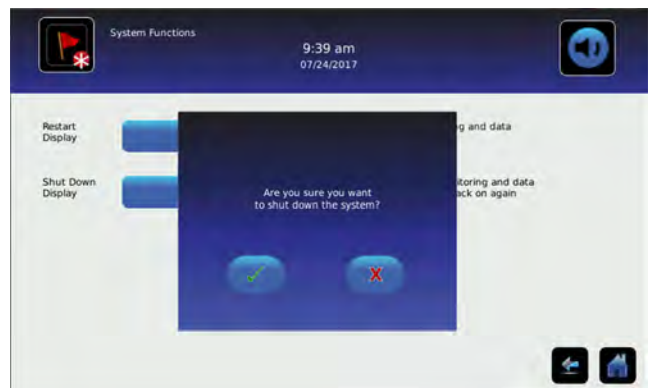 System Functions
9:39 am
07/24/2017
Restart
Display
g and data
Shut Down
Display
itoring and data
ack on again
Are you sure you want
to shut down the system?
X